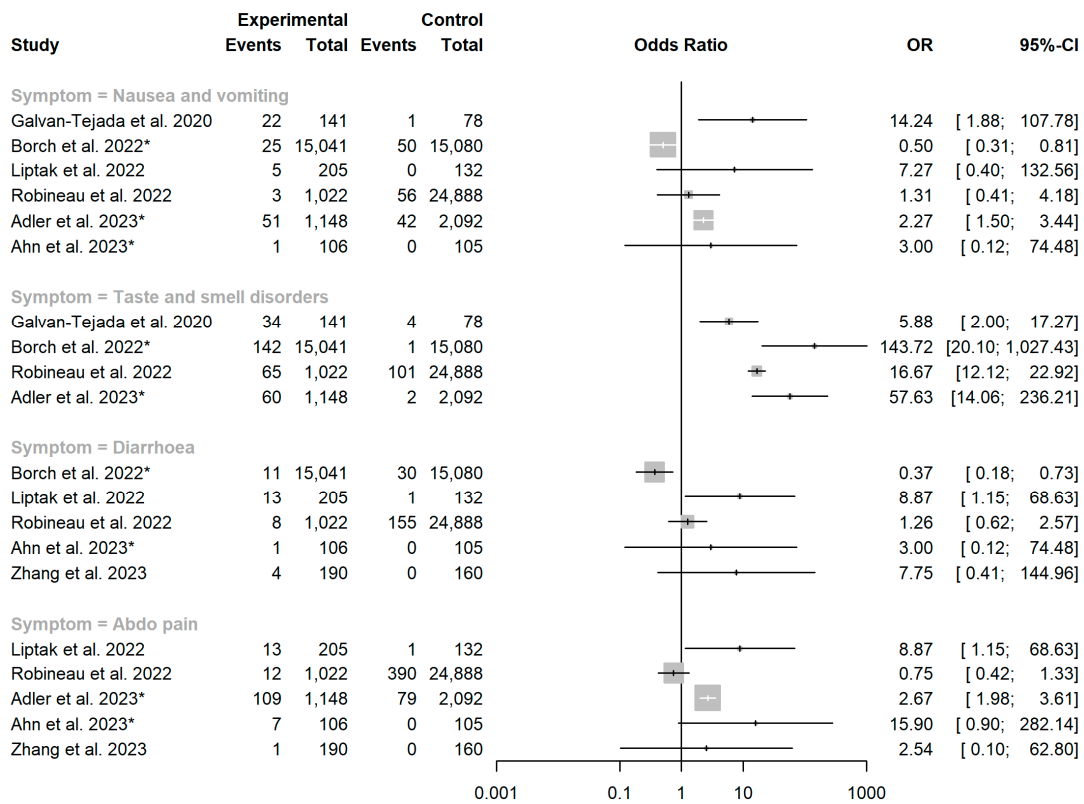 Experimental Control
Study Events Total Events Total Odds Ratio OR 95%-CI
Symptom = Nausea and vomiting
Galvan-Tejada et al. 2020 22 141 1 78 14.24 [ 1.88; 107.78]
Borch et al. 2022* 25 15,041 50 15,080 0.50 [ 0.31; 0.81]
Liptak et al. 2022 5 205 0 132 7.27 [ 0.40; 132.56]
Robineau et al. 2022 3 1,022 56 24,888 1.31 [ 0.41; 4.18]
Adler et al. 2023* 51 1,148 42 2,092 2.27 [ 1.50; 3.44]
Ahn et al. 2023* 1 106 0 105 3.00 [ 0.12; 74.48]
Symptom = Taste and smell disorders
Galvan-Tejada et al. 2020 34 141 4 78 5.88 [ 2.00; 17.27]
Borch et al. 2022* 142 15,041 1 15,080 143.72 [20.10; 1,027.43]
Robineau et al. 2022 65 1,022 101 24,888 16.67 [12.12; 22.92]
Adler et al. 2023* 60 1,148 2 2,092 57.63 [14.06; 236.21]
Symptom = Diarrhoea
Borch et al. 2022* 11 15,041 30 15,080 0.37 [ 0.18; 0.73]
Liptak et al. 2022 13 205 1 132 8.87 [ 1.15; 68.63]
Robineau et al. 2022 8 1,022 155 24,888 1.26 [ 0.62; 2.57]
Ahn et al. 2023* 1 106 0 105 3.00 [ 0.12; 74.48]
Zhang et al. 2023 4 190 0 160 7.75 [ 0.41; 144.96]
Symptom = Abdo pain
Liptak et al. 2022 13 205 1 132 8.87 [ 1.15; 68.63]
Robineau et al. 2022 12 1,022 390 24,888 0.75 [ 0.42; 1.33]
Adler et al. 2023* 109 1,148 79 2,092 2.67 [ 1.98; 3.61]
Ahn et al. 2023* 7 106 0 105 15.90 [ 0.90; 282.14]
Zhang et al. 2023 1 190 0 160 2.54 [ 0.10; 62.80]
0.001 0.1 1 10 1000